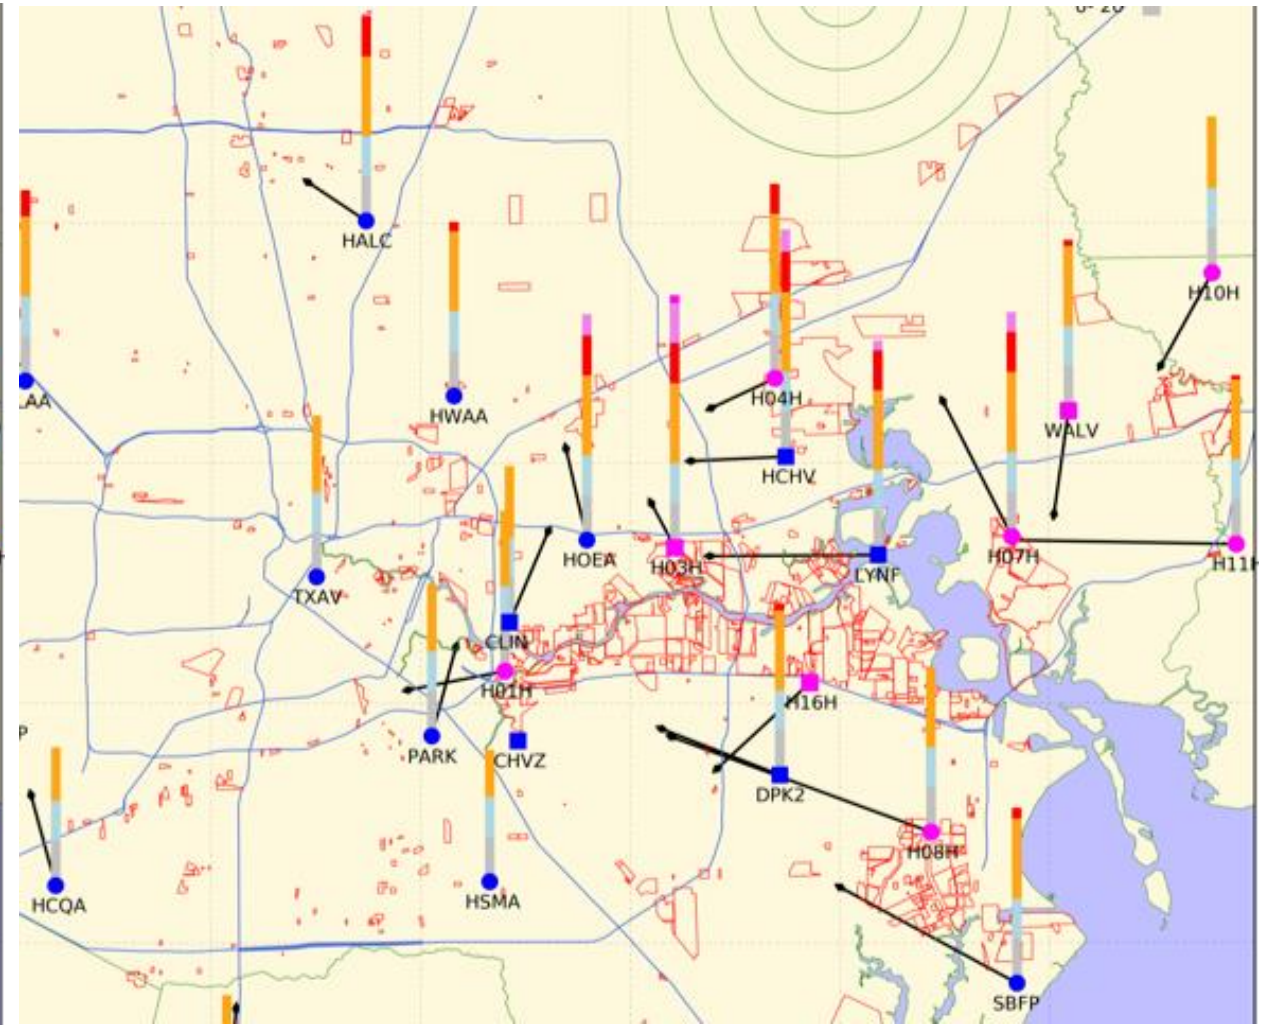 HALC
H10H
HWAA
H04H
WALV
HCHV
HOEA
H03H
H07H
LYNF
TXAV
CLIN
H01H
H16H
PARK
CHVZ
DPK2
H08H
HCQA
HSMA
SBFP